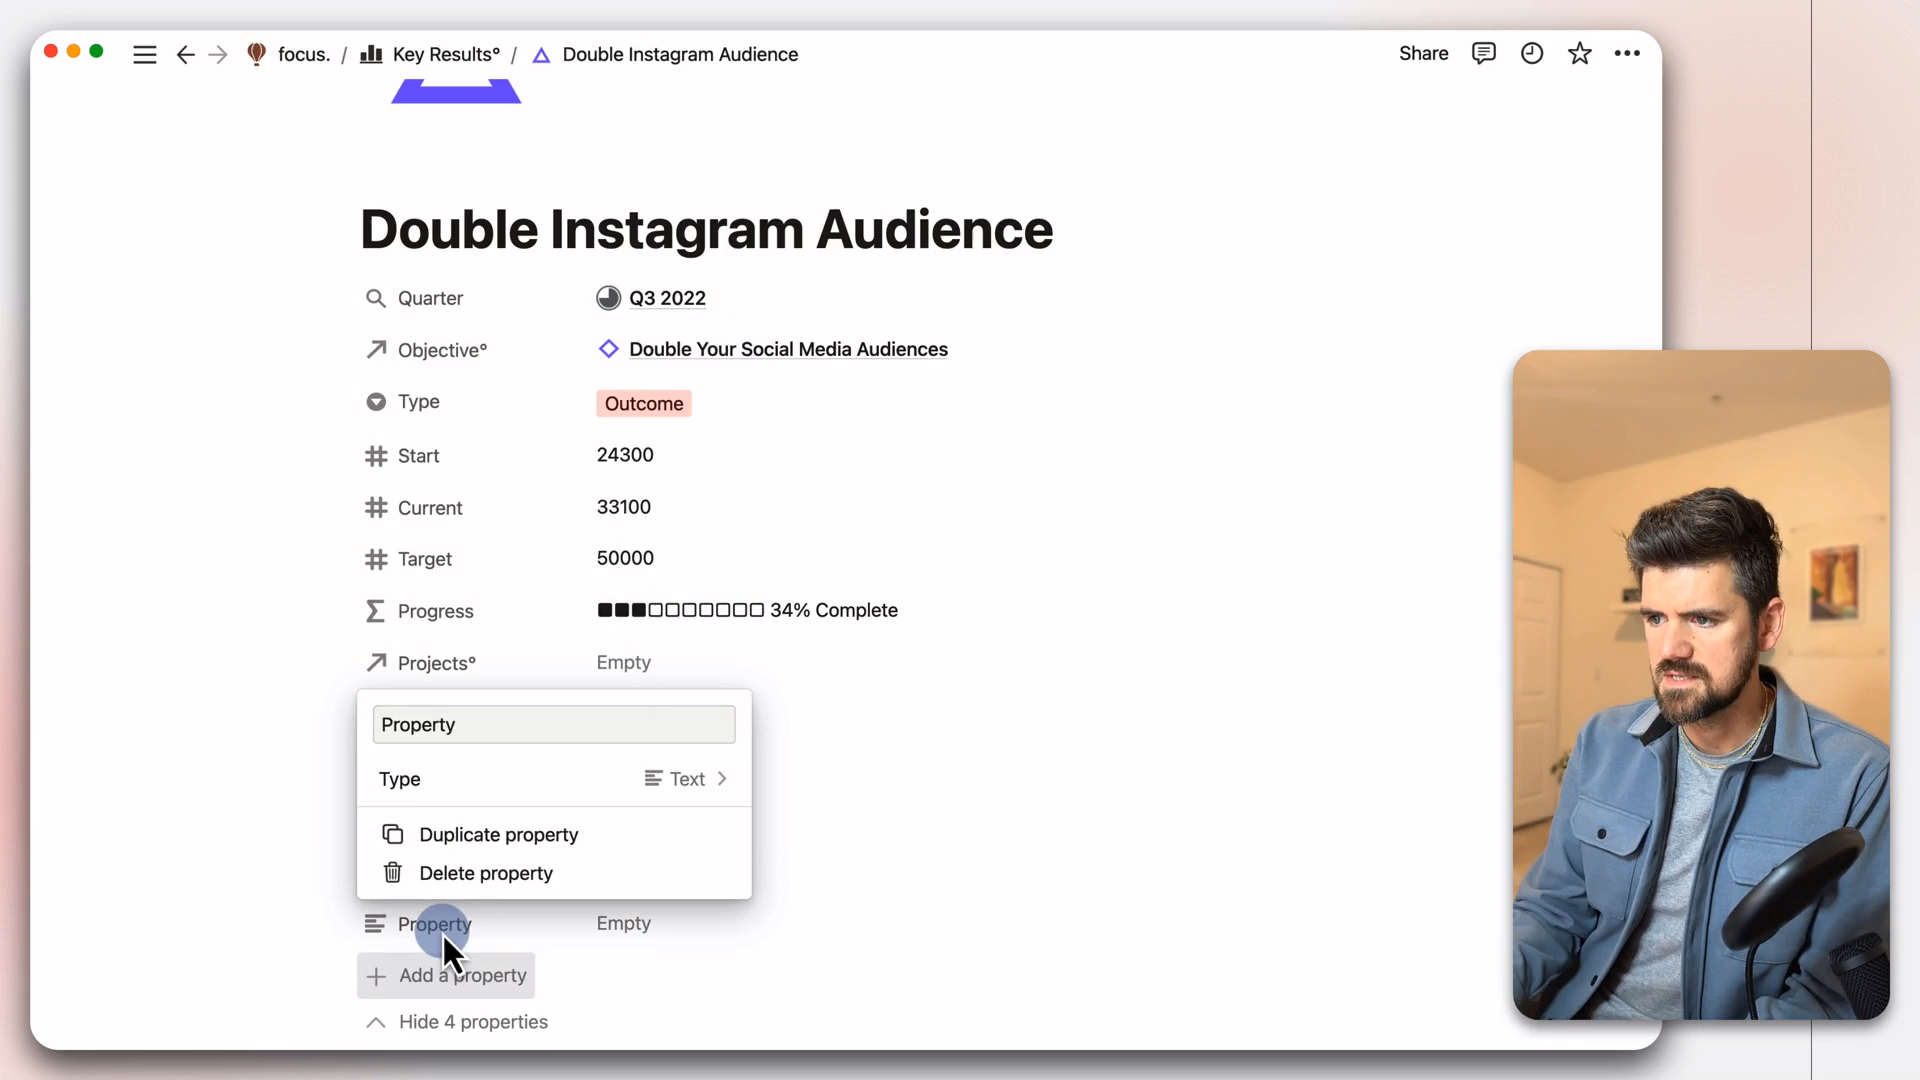 focus. / Key Results° / Double Instagram Audience
Share
Double Instagram Audience
Quarter Q3 2022
Objective° Double Your Social Media Audiences
Type Outcome
Start 24300
Current 33100
Target 50000
Progress 34% Complete
Projects° Empty
Property
Type Text
Duplicate property
Delete property
Property Empty
Add a property
Hide 4 properties